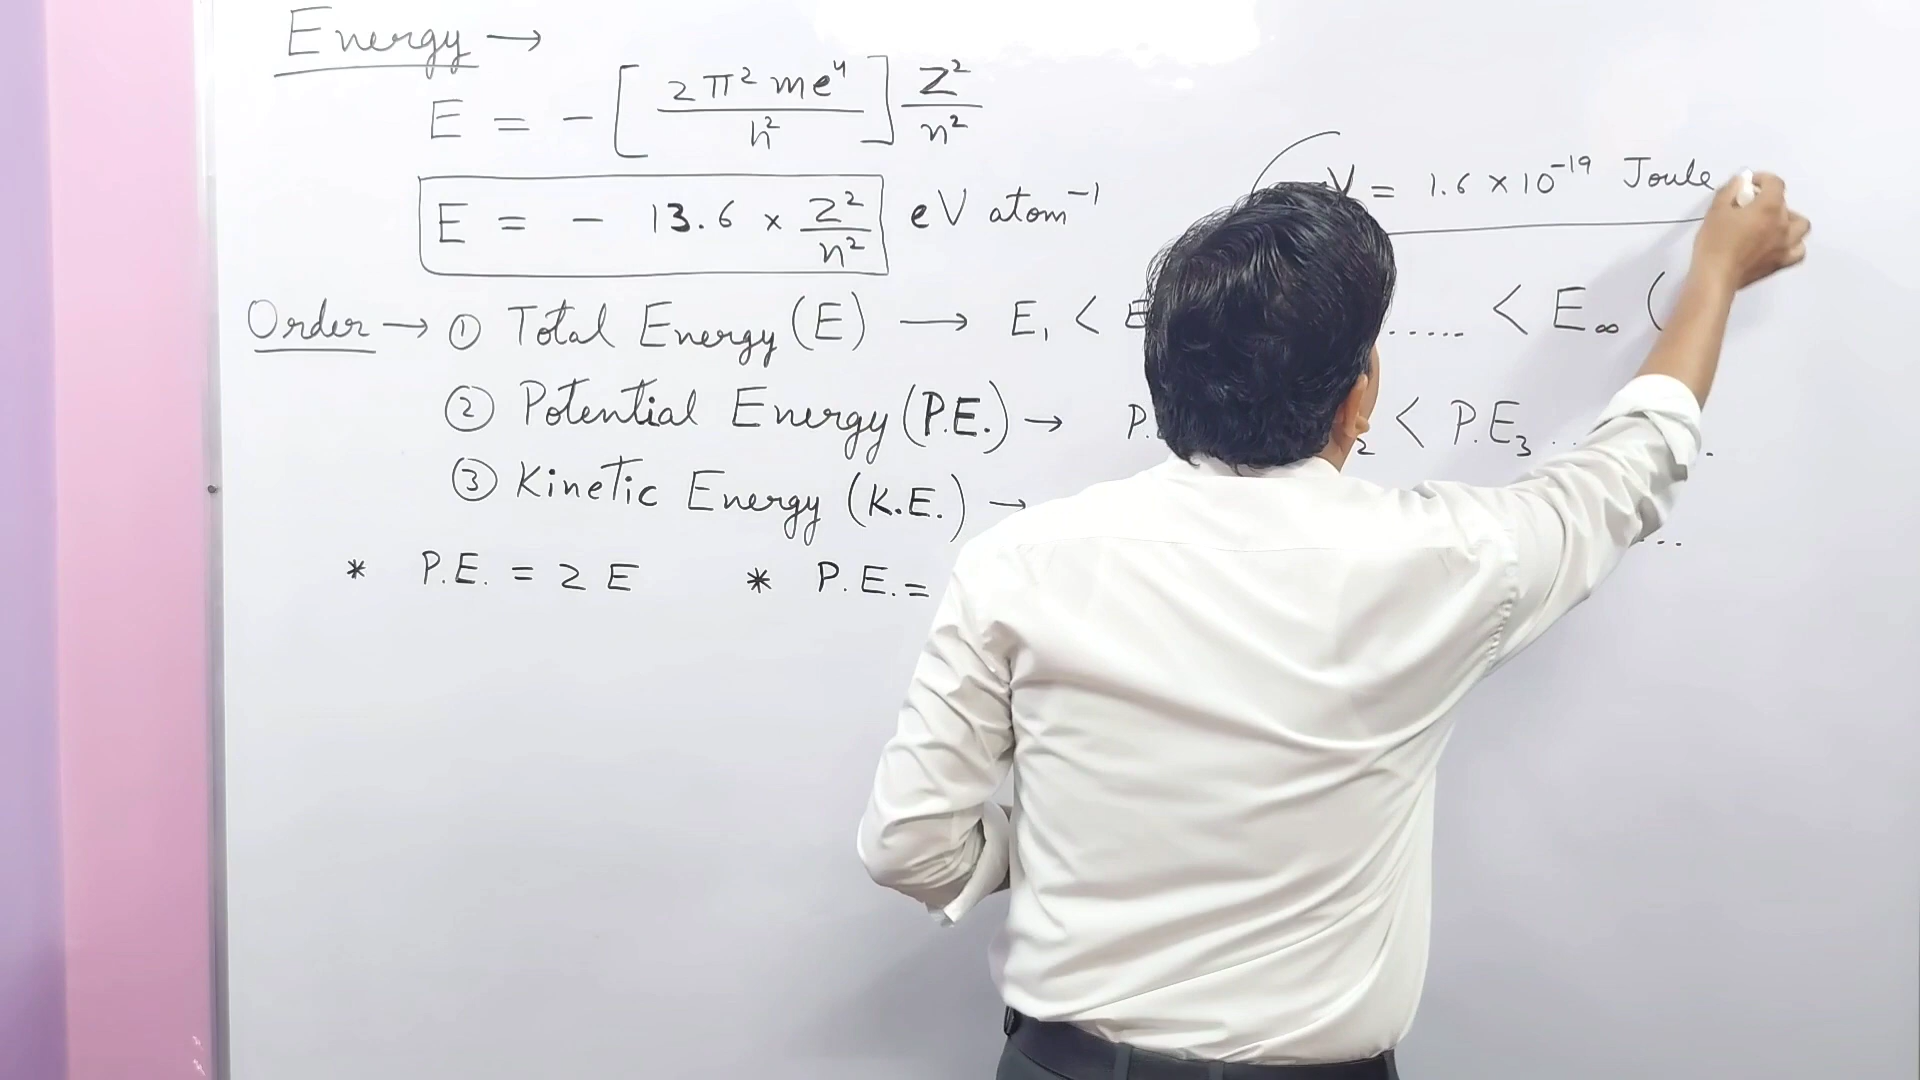 Energy →
E = - [ 2π² me⁴ / h² ] Z² / n²
E = - 13.6 × Z² / n² eV atom⁻¹
V = 1.6 × 10⁻¹⁹ Joule
Order → ① Total Energy (E) → E₁ < E ...... < E∞ (
② Potential Energy (P.E.) → P. ₂ < P.E₃ ...
③ Kinetic Energy (K.E.) → ..
* P.E. = 2 E * P.E. =